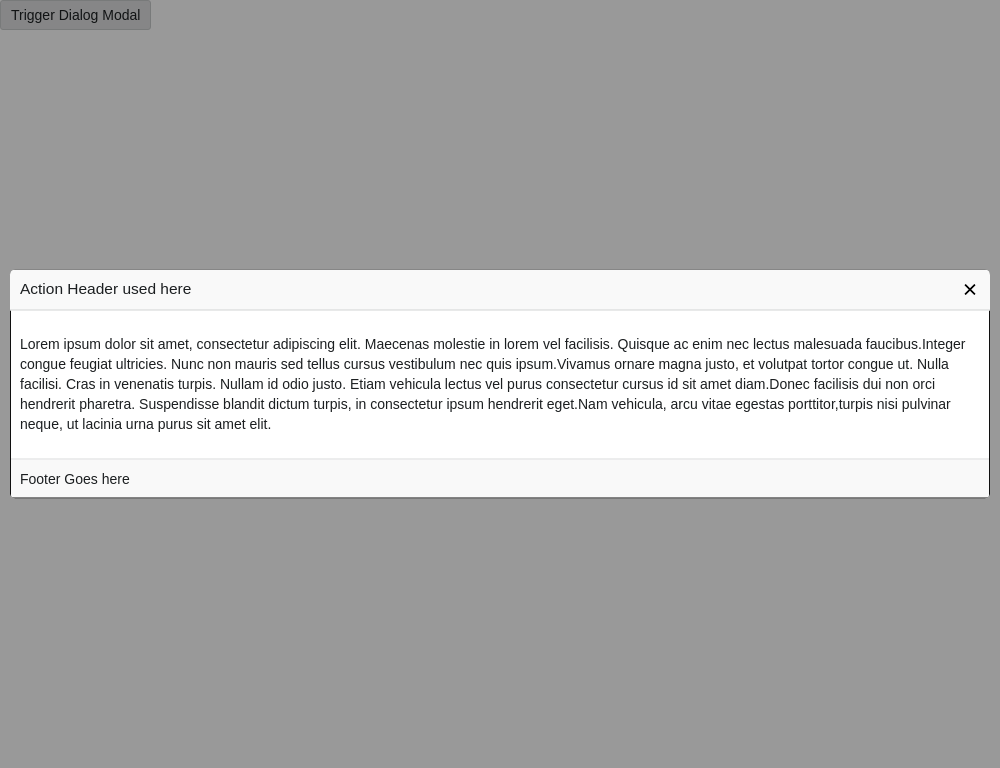 Trigger Dialog Modal
Action Header used here
Lorem ipsum dolor sit amet, consectetur adipiscing elit. Maecenas molestie in lorem vel facilisis. Quisque ac enim nec lectus malesuada faucibus.Integer
congue feugiat ultricies. Nunc non mauris sed tellus cursus vestibulum nec quis ipsum.Vivamus ornare magna justo, et volutpat tortor congue ut. Nulla
facilisi. Cras in venenatis turpis. Nullam id odio justo. Etiam vehicula lectus vel purus consectetur cursus id sit amet diam.Donec facilisis dui non orci
hendrerit pharetra. Suspendisse blandit dictum turpis, in consectetur ipsum hendrerit eget.Nam vehicula, arcu vitae egestas porttitor,turpis nisi pulvinar
neque, ut lacinia urna purus sit amet elit.
Footer Goes here